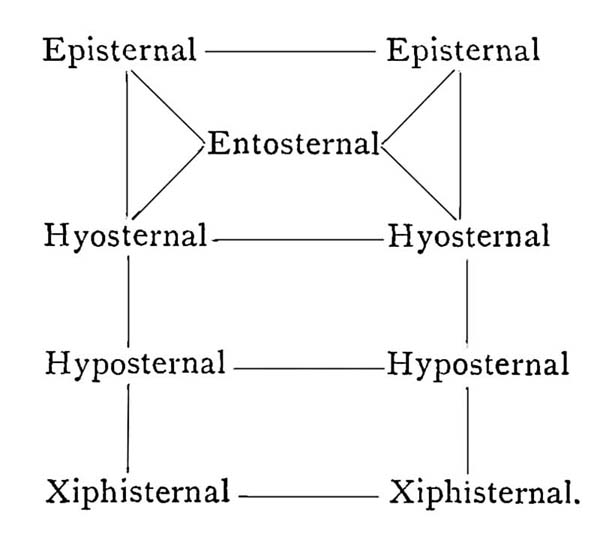 Episternal Episternal
Entosternal
Hyosternal Hyosternal
Hyposternal Hyposternal
Xiphisternal Xiphisternal.